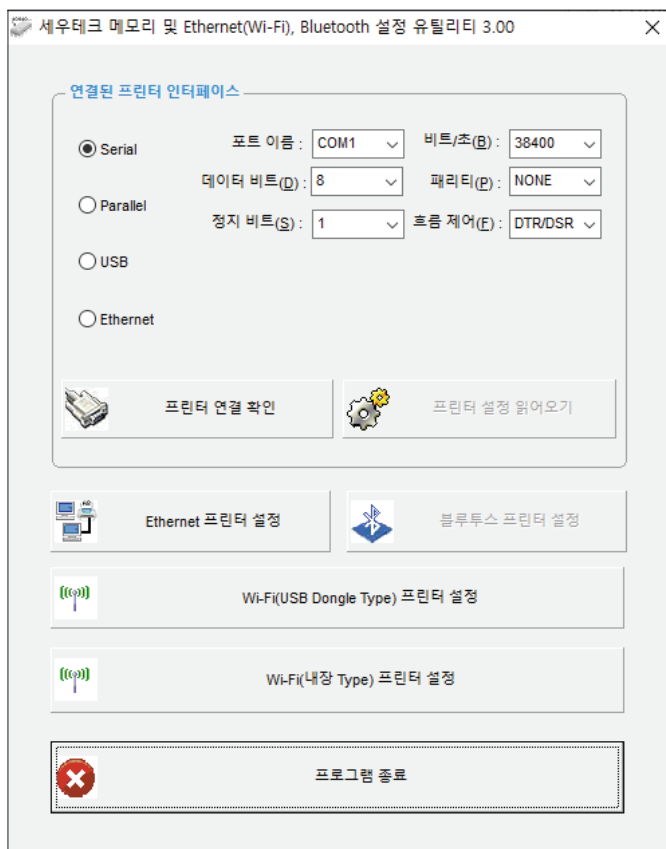 세우테크 메모리 및 Ethernet(Wi-Fi), Bluetooth 설정 유틸리티 3.00
연결된 프린터 인터페이스
Serial 포트 이름 : COM1 비트/초(B) : 38400
데이터 비트(D) : 8 패리티(P) : NONE
Parallel
정지 비트(S) : 1 흐름 제어(F) : DTR/DSR
USB
Ethernet
프린터 연결 확인 프린터 설정 읽어오기
Ethernet 프린터 설정 블루투스 프린터 설정
Wi-Fi(USB Dongle Type) 프린터 설정
Wi-Fi(내장 Type) 프린터 설정
프로그램 종료